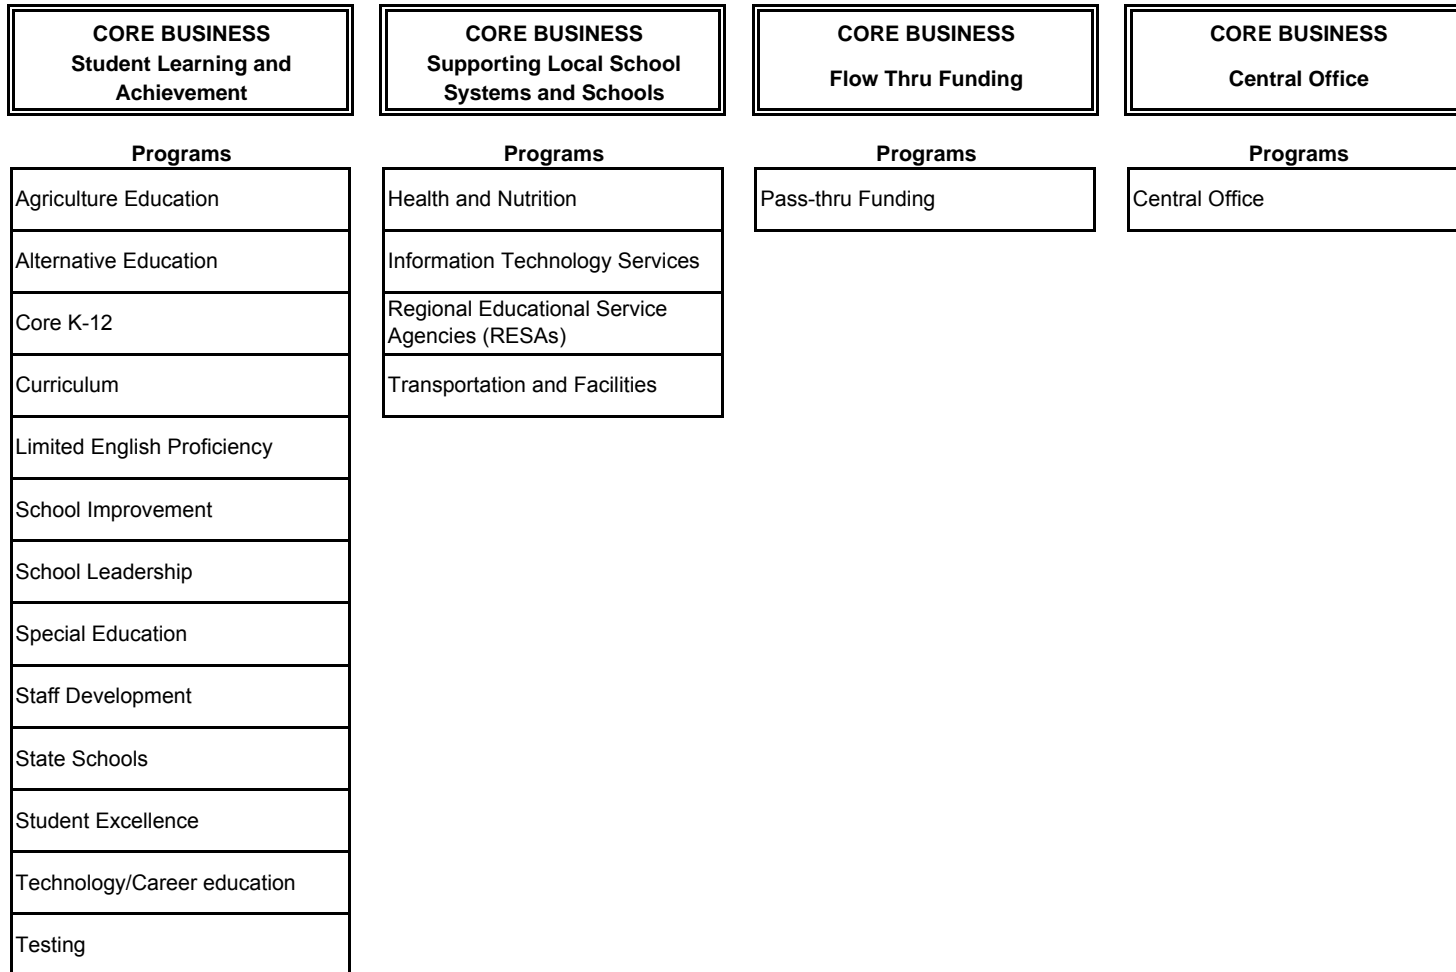 CORE BUSINESS
Student Learning and
Achievement
Programs
Agriculture Education
Alternative Education
Core K-12
Curriculum
Limited English Proficiency
School Improvement
School Leadership
Special Education
Staff Development
State Schools
Student Excellence
Technology/Career education
Testing
CORE BUSINESS
Supporting Local School
Systems and Schools
Programs
Health and Nutrition
Information Technology Services
Regional Educational Service
Agencies (RESAs)
Transportation and Facilities
CORE BUSINESS
Flow Thru Funding
Programs
Pass-thru Funding
CORE BUSINESS
Central Office
Programs
Central Office